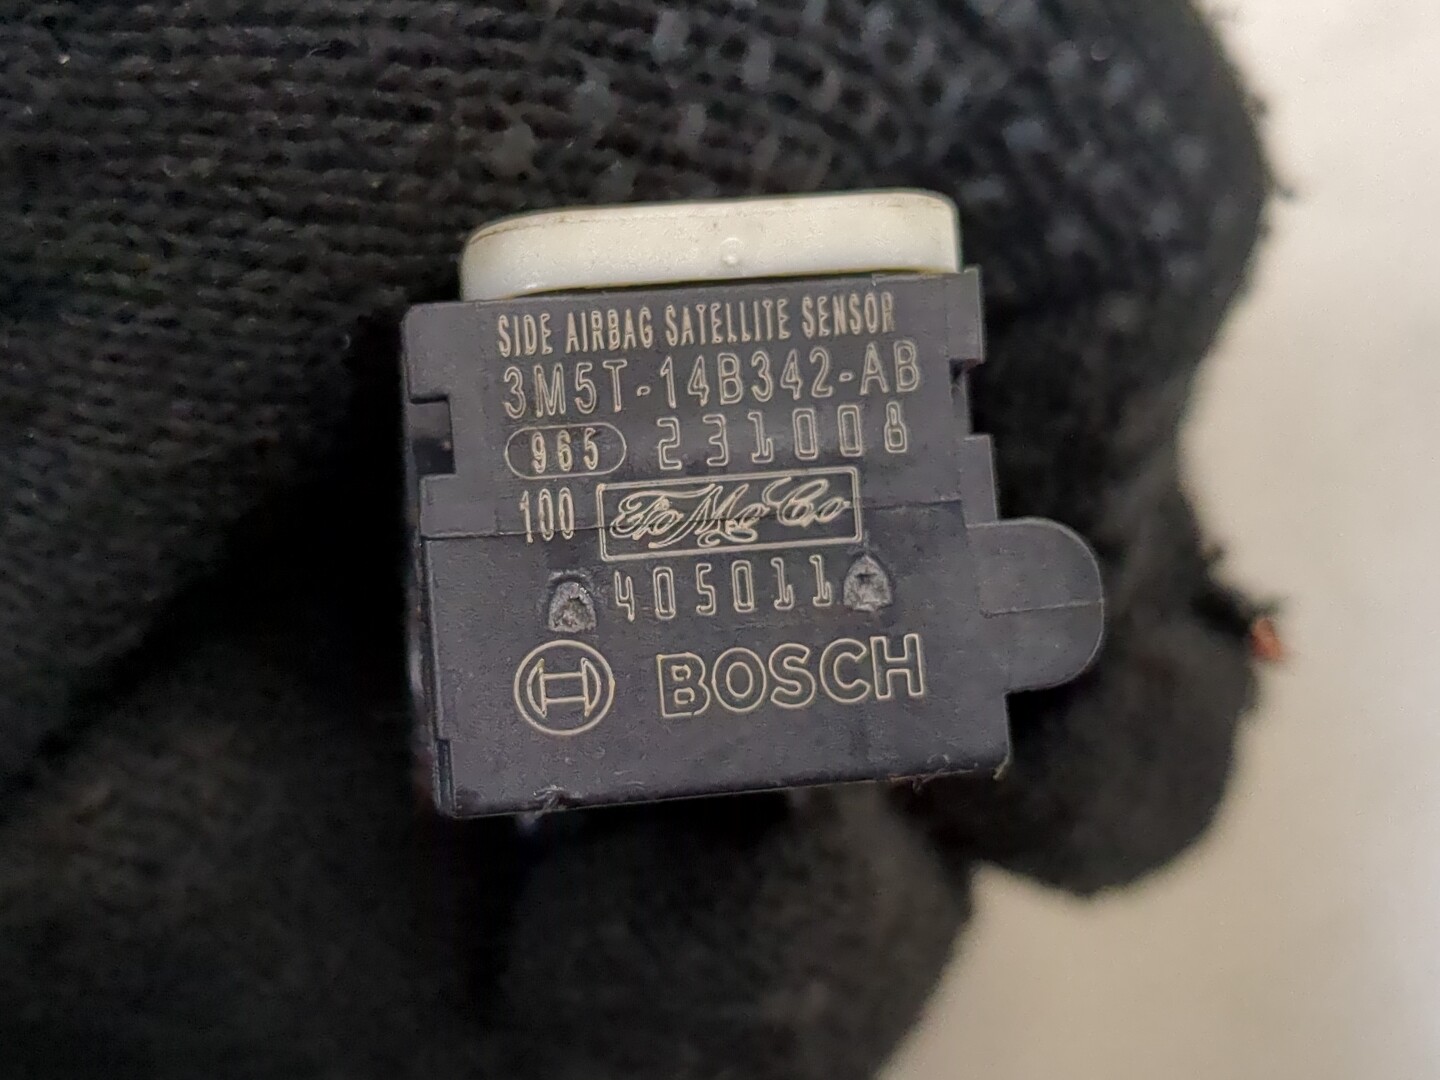 SIDE AIRBAG SATELLITE SENSOR
3M5T-14B342-AB
965 231008
100 FoMoCo
405011
BOSCH